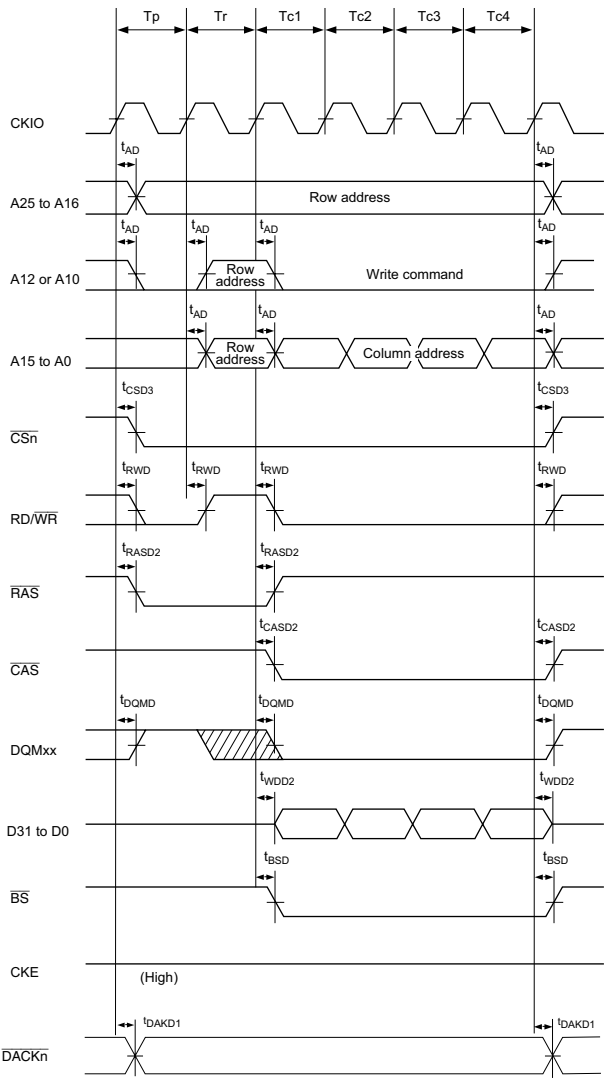 Tp Tr Tc1 Tc2 Tc3 Tc4
CKIO
tAD tAD
A25 to A16 Row address
tAD tAD tAD tAD
A12 or A10 Row address Write command
tAD tAD tAD
A15 to A0 Row address Column address
tCSD3 tCSD3
CSn
tRWD tRWD tRWD tRWD
RD/WR
tRASD2 tRASD2
RAS
tCASD2 tCASD2
CAS
tDQMD tDQMD tDQMD
DQMxx
tWDD2 tWDD2
D31 to D0
tBSD tBSD
BS
CKE (High)
tDAKD1 tDAKD1
DACKn